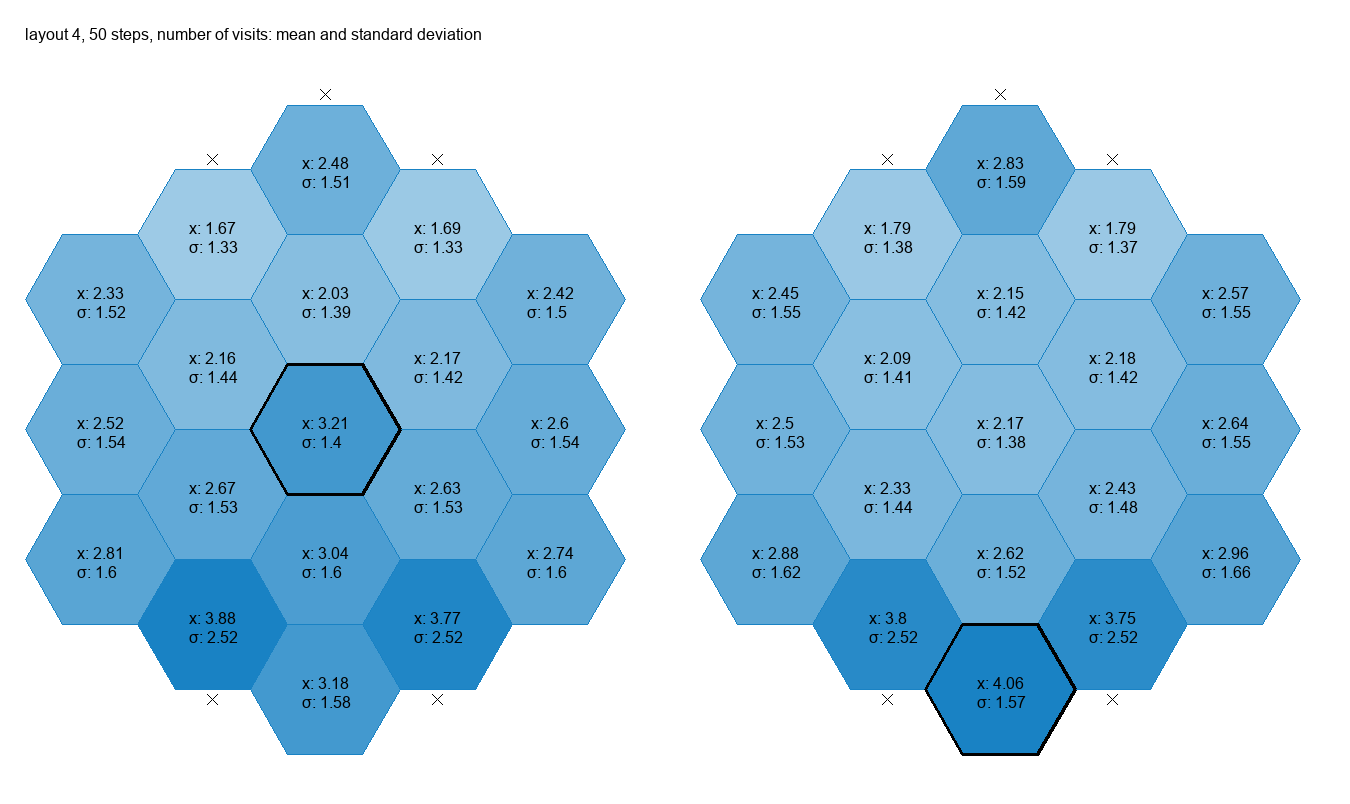 layout 4, 50 steps, number of visits: mean and standard deviation
x: 2.48
σ: 1.51
x: 1.67
σ: 1.33
x: 1.69
σ: 1.33
x: 2.33
σ: 1.52
x: 2.03
σ: 1.39
x: 2.42
σ: 1.5
x: 2.16
σ: 1.44
x: 2.17
σ: 1.42
x: 2.52
σ: 1.54
x: 3.21
σ: 1.4
x: 2.6
σ: 1.54
x: 2.67
σ: 1.53
x: 2.63
σ: 1.53
x: 2.81
σ: 1.6
x: 3.04
σ: 1.6
x: 2.74
σ: 1.6
x: 3.88
σ: 2.52
x: 3.77
σ: 2.52
x: 3.18
σ: 1.58
x: 2.83
σ: 1.59
x: 1.79
σ: 1.38
x: 1.79
σ: 1.37
x: 2.45
σ: 1.55
x: 2.15
σ: 1.42
x: 2.57
σ: 1.55
x: 2.09
σ: 1.41
x: 2.18
σ: 1.42
x: 2.5
σ: 1.53
x: 2.17
σ: 1.38
x: 2.64
σ: 1.55
x: 2.33
σ: 1.44
x: 2.43
σ: 1.48
x: 2.88
σ: 1.62
x: 2.62
σ: 1.52
x: 2.96
σ: 1.66
x: 3.8
σ: 2.52
x: 3.75
σ: 2.52
x: 4.06
σ: 1.57